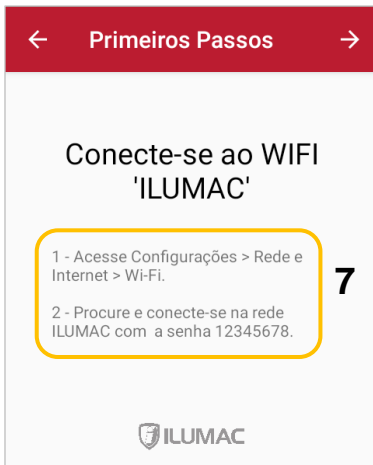 ← Primeiros Passos →
Conecte-se ao WIFI
'ILUMAC'
1 - Acesse Configurações > Rede e
Internet > Wi-Fi.
2 - Procure e conecte-se na rede
ILUMAC com a senha 12345678.
7
ILUMAC